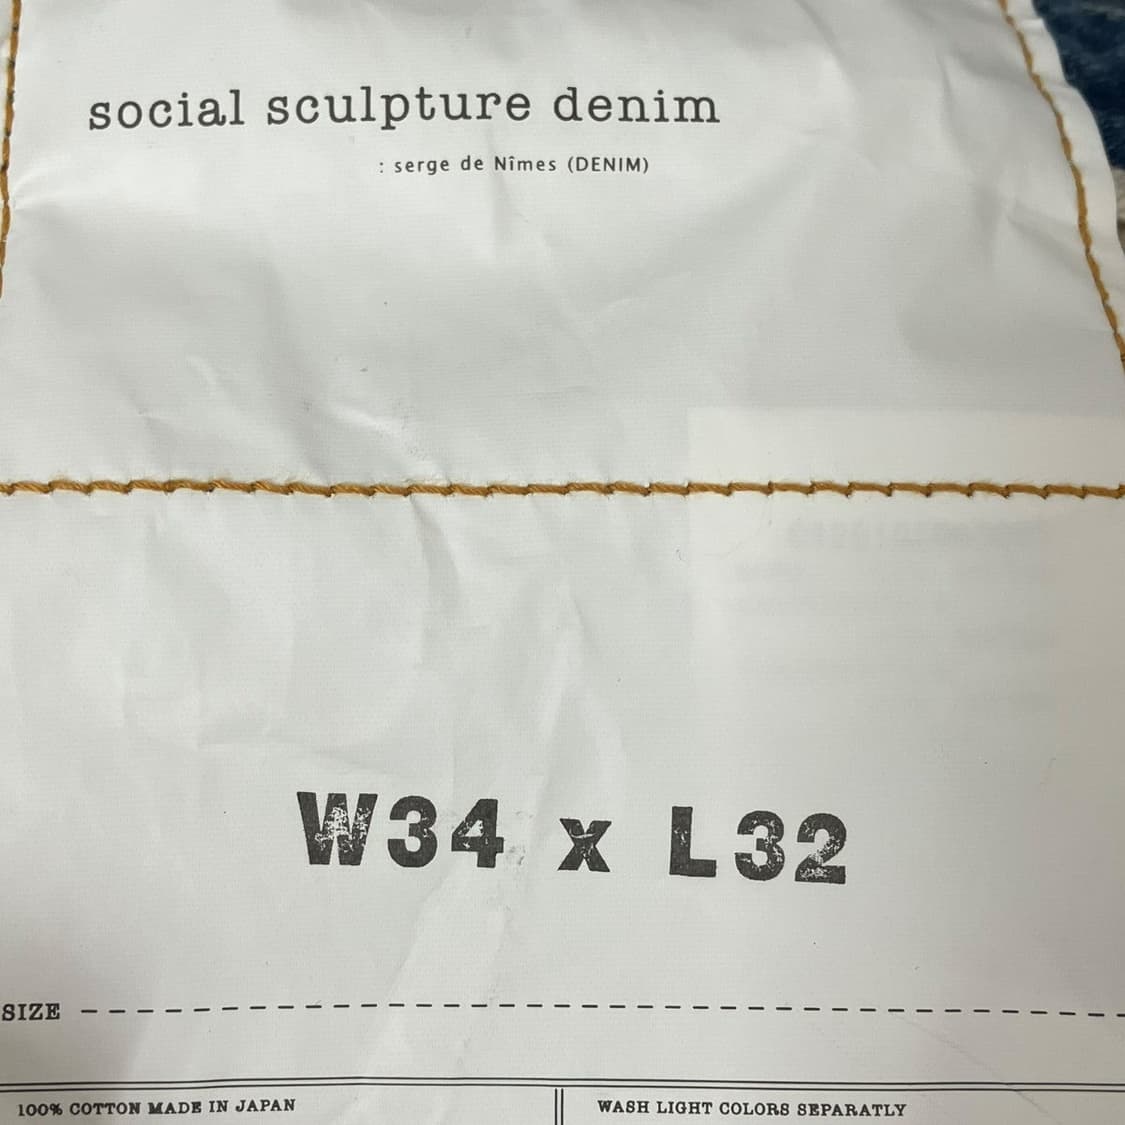 social sculpture denim
: serge de Nîmes (DENIM)
W34 x L32
SIZE
100% COTTON MADE IN JAPAN
WASH LIGHT COLORS SEPARATLY